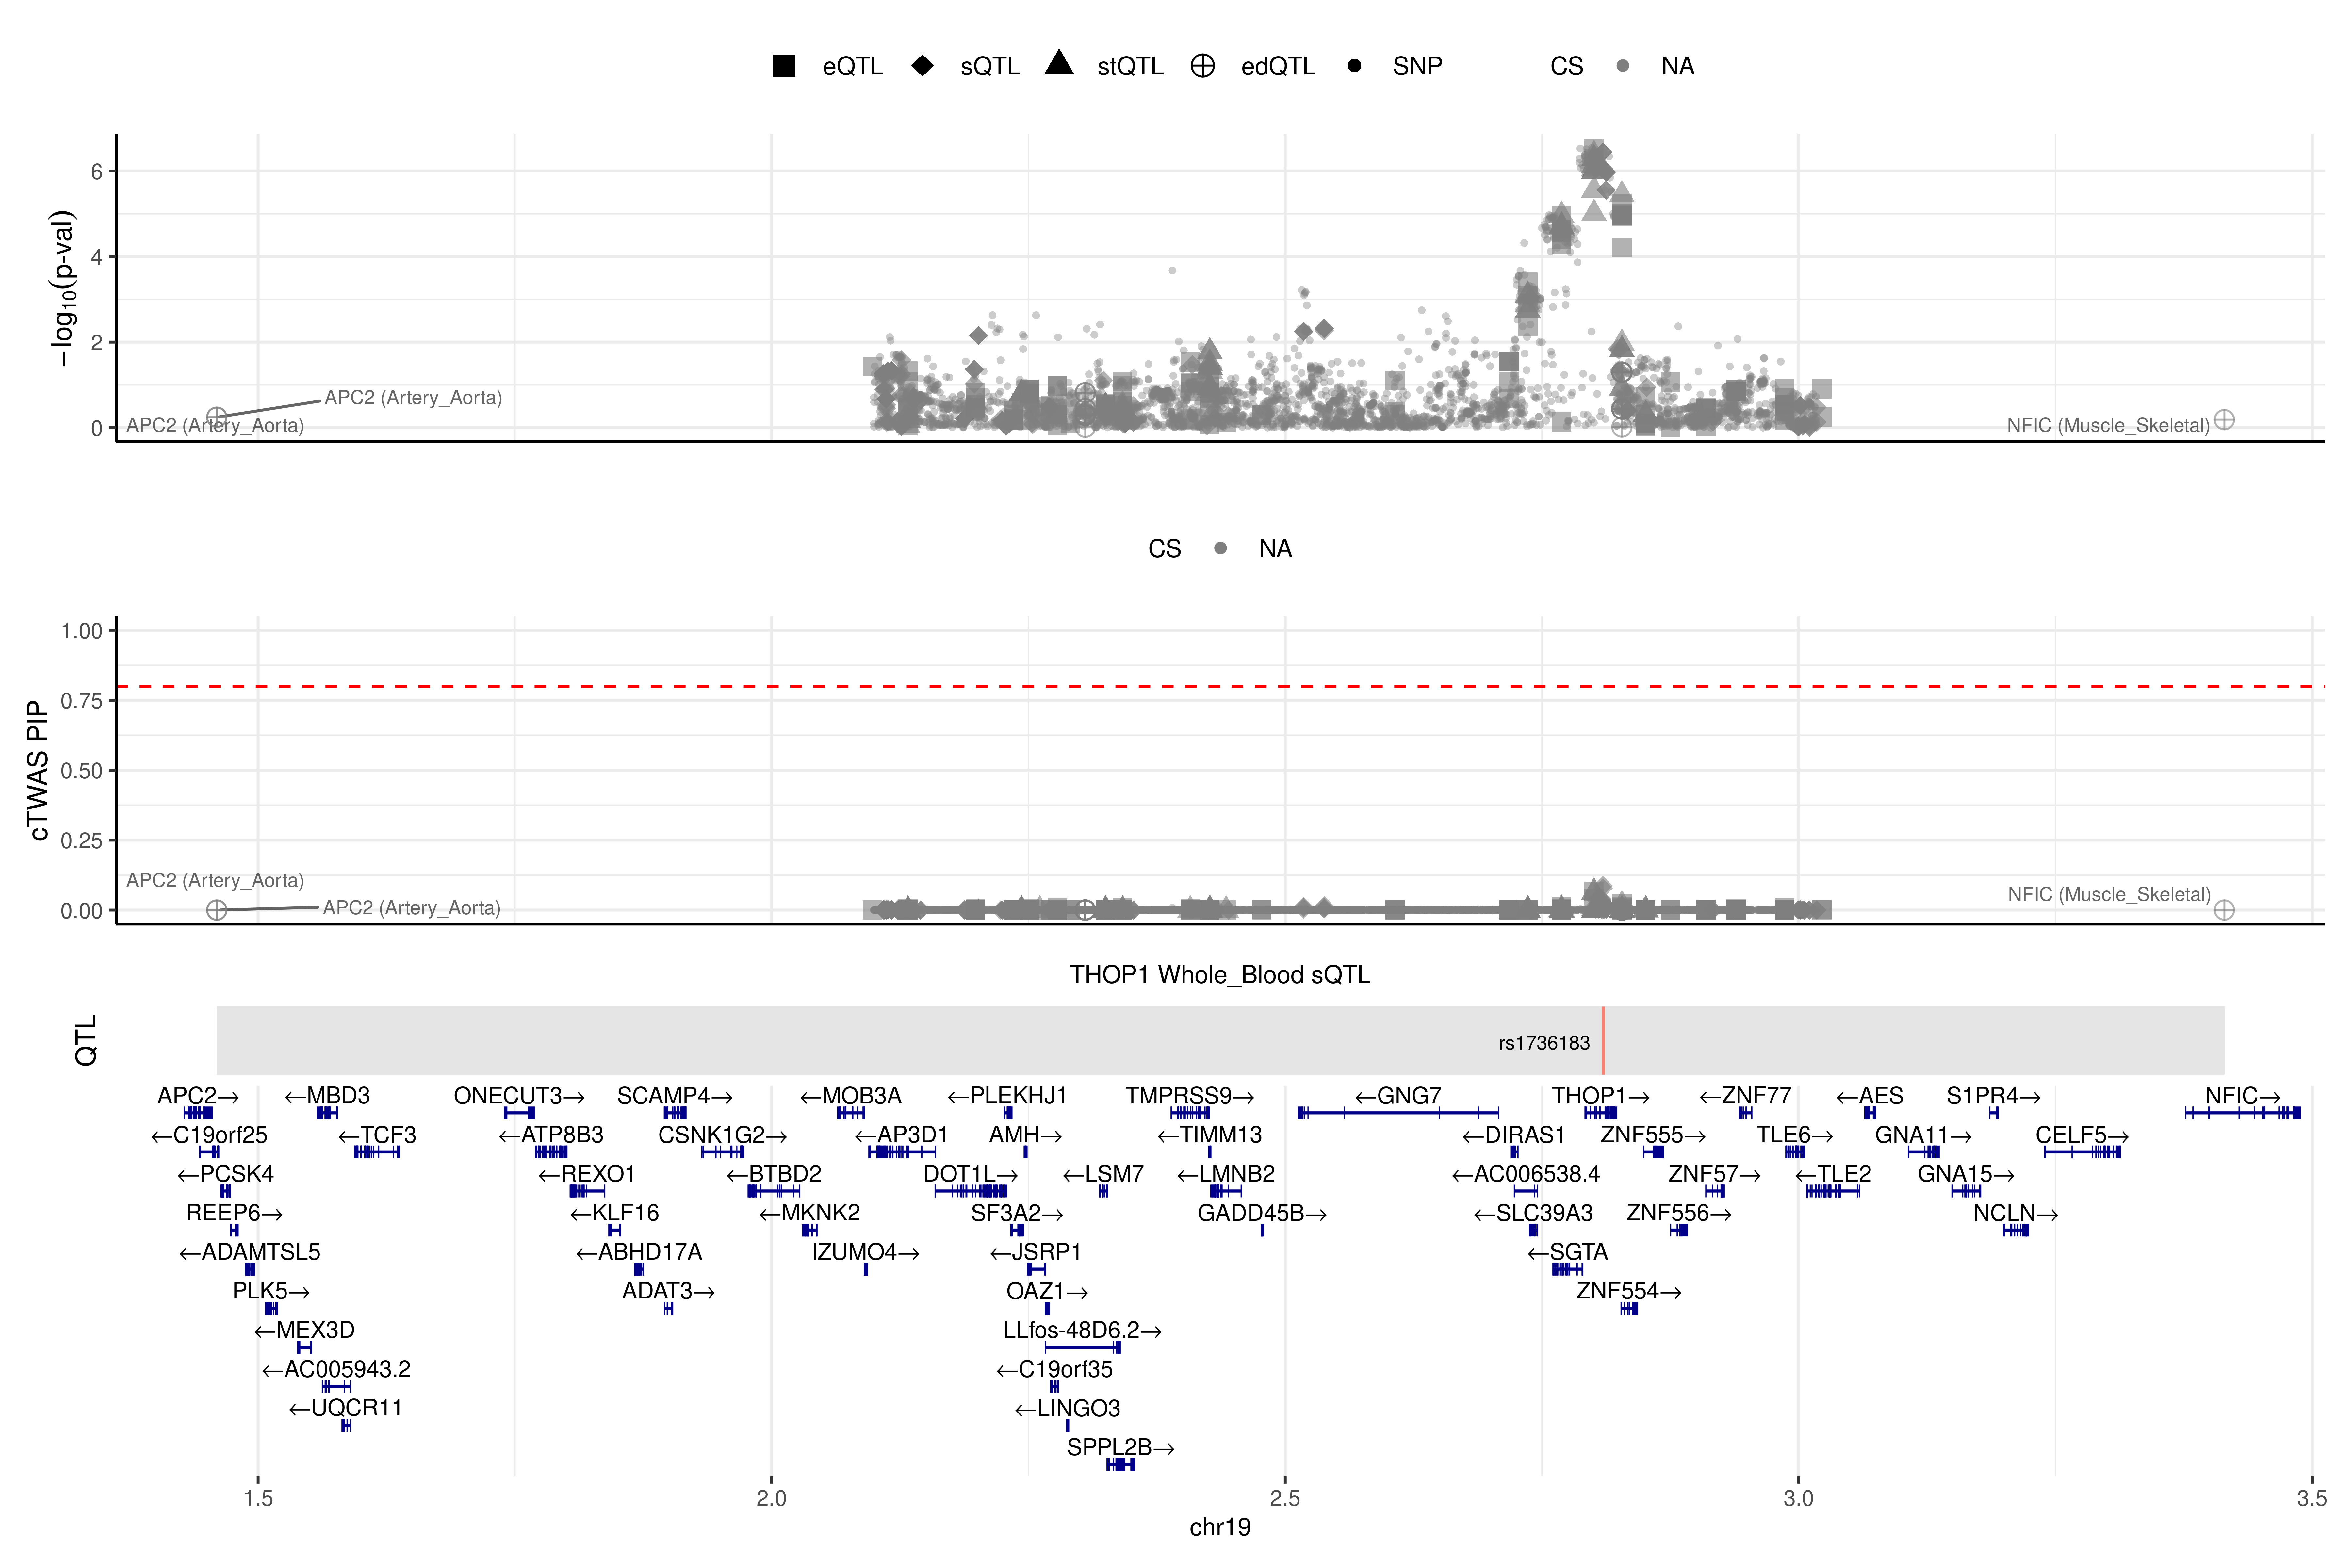 eQTL sQTL stQTL edQTL SNP CS NA
−log10(p-val)
6
4
2
0
APC2 (Artery_Aorta)
APC2 (Artery_Aorta)
NFIC (Muscle_Skeletal)
CS NA
cTWAS PIP
1.00
0.75
0.50
0.25
0.00
APC2 (Artery_Aorta)
APC2 (Artery_Aorta)
NFIC (Muscle_Skeletal)
THOP1 Whole_Blood sQTL
QTL
rs1736183
APC2→ ←MBD3 ONECUT3→ SCAMP4→ ←MOB3A ←PLEKHJ1 TMPRSS9→ ←GNG7 THOP1→ ←ZNF77 ←AES S1PR4→ NFIC→
←C19orf25 ←TCF3 ←ATP8B3 CSNK1G2→ ←AP3D1 AMH→ ←TIMM13 ←DIRAS1 ZNF555→ TLE6→ GNA11→ CELF5→
←PCSK4 ←REXO1 ←BTBD2 DOT1L→ ←LSM7 ←LMNB2 ←AC006538.4 ZNF57→ ←TLE2 GNA15→
REEP6→ ←KLF16 ←MKNK2 SF3A2→ GADD45B→ ←SLC39A3 ZNF556→ NCLN→
←ADAMTSL5 ←ABHD17A IZUMO4→ ←JSRP1 ←SGTA
PLK5→ ADAT3→ OAZ1→ ZNF554→
←MEX3D LLfos-48D6.2→
←AC005943.2 ←C19orf35
←UQCR11 ←LINGO3
SPPL2B→
1.5 2.0 2.5 3.0 3.5
chr19